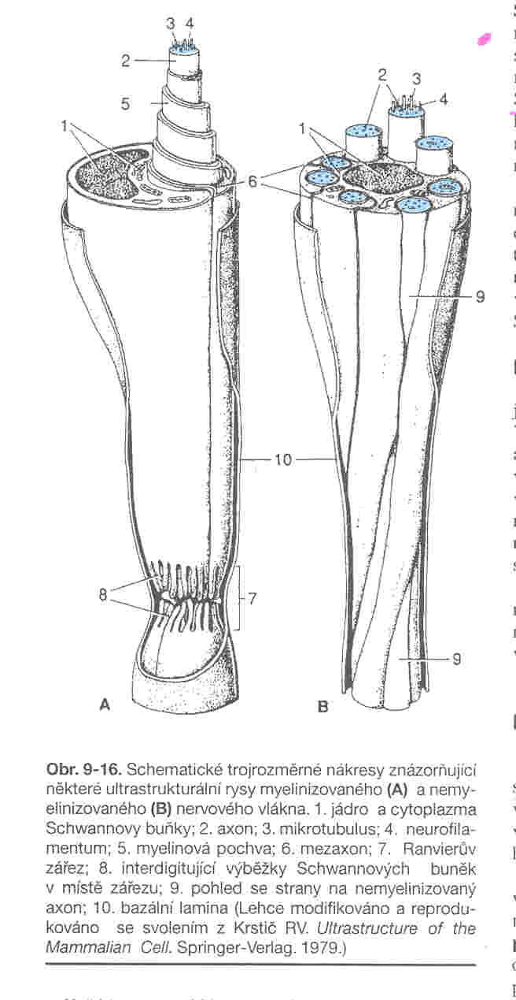 3 4
2
5
1
6
2
3
4
1
9
10
8
7
9
A
B
Obr. 9-16. Schematické trojrozměrné nákresy znázorňující
některé ultrastrukturální rysy myelinizovaného (A) a nemy-
elinizovaného (B) nervového vlákna. 1. jádro a cytoplazma
Schwannovy buňky; 2. axon; 3. mikrotubulus; 4. neurofila-
mentum; 5. myelinová pochva; 6. mezaxon; 7. Ranvierův
zářez; 8. interdigitující výběžky Schwannových buněk
v místě zářezu; 9. pohled se strany na nemyelinizovaný
axon; 10. bazální lamina (Lehce modifikováno a reprodu-
kováno se svolením z Krstič RV. Ultrastructure of the
Mammalian Cell. Springer-Verlag. 1979.)